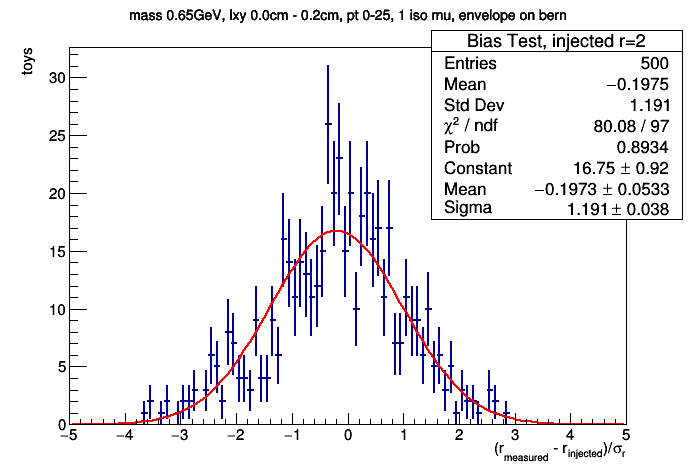 mass 0.65GeV, lxy 0.0cm - 0.2cm, pt 0-25, 1 iso mu, envelope on bern
toys
Bias Test, injected r=2
Entries 500
Mean −0.1975
Std Dev 1.191
χ² / ndf 80.08 / 97
Prob 0.8934
Constant 16.75 ± 0.92
Mean −0.1973 ± 0.0533
Sigma 1.191 ± 0.038
30
25
20
15
10
5
0
−5 −4 −3 −2 −1 0 1 2 3 4 5
(r_measured - r_injected)/σ_r